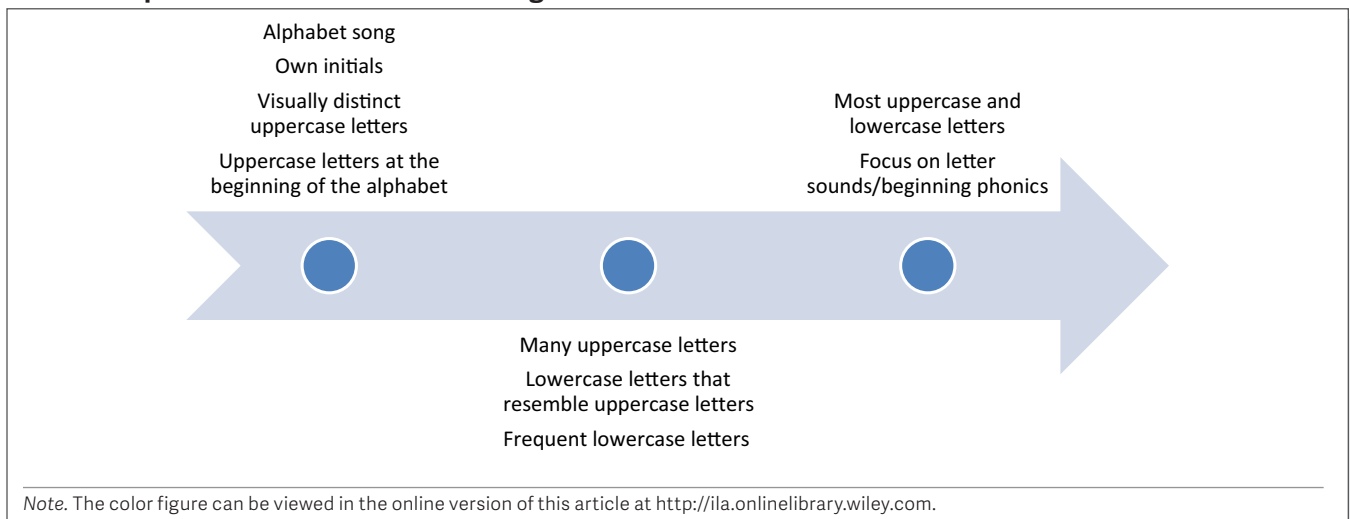 Alphabet song
Own initials
Visually distinct
uppercase letters
Uppercase letters at the
beginning of the alphabet
Many uppercase letters
Lowercase letters that
resemble uppercase letters
Frequent lowercase letters
Most uppercase and
lowercase letters
Focus on letter
sounds/beginning phonics
Note. The color figure can be viewed in the online version of this article at http://ila.onlinelibrary.wiley.com.